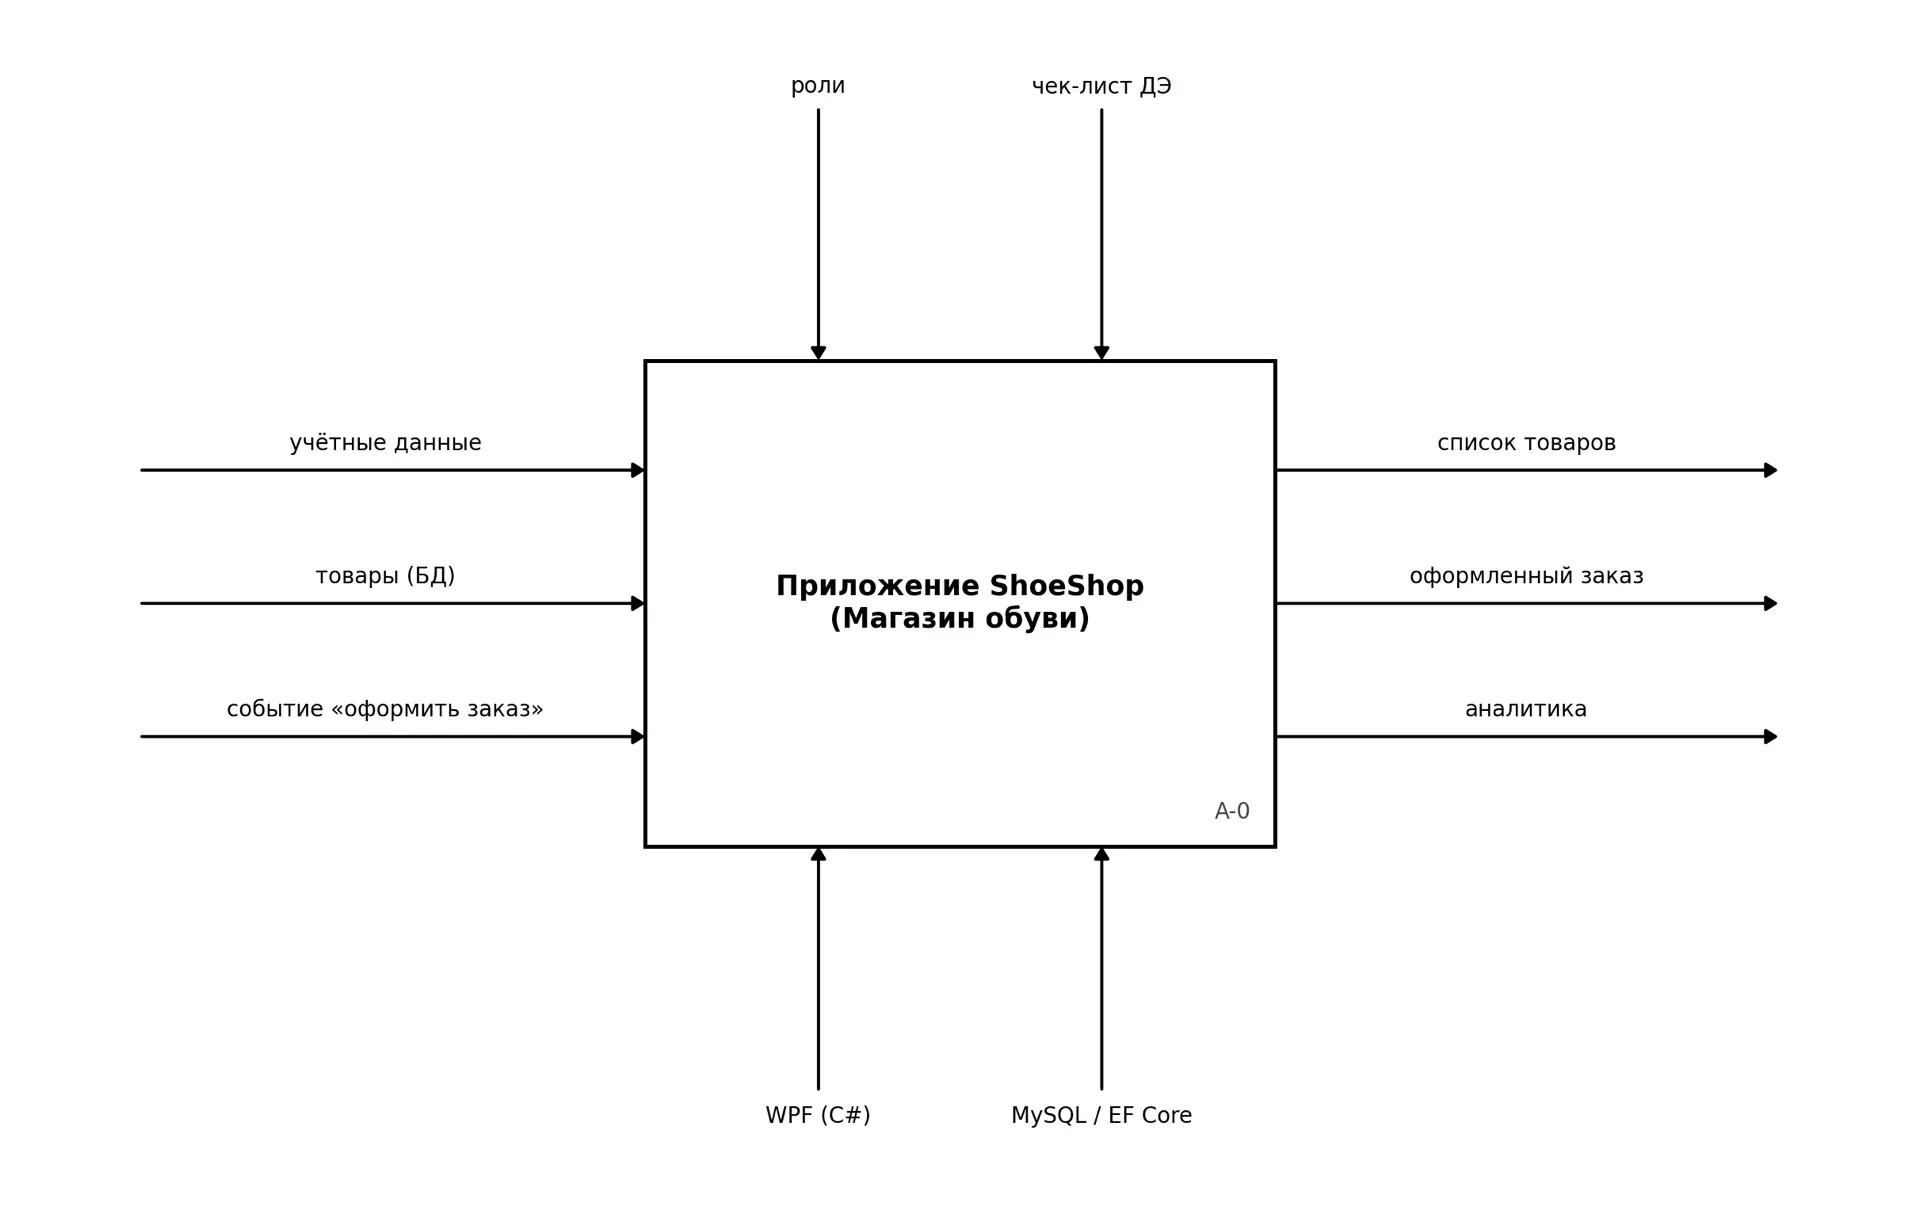 роли
чек-лист ДЭ
учётные данные
список товаров
товары (БД)
оформленный заказ
Приложение ShoeShop
(Магазин обуви)
событие «оформить заказ»
аналитика
A-0
WPF (C#)
MySQL / EF Core